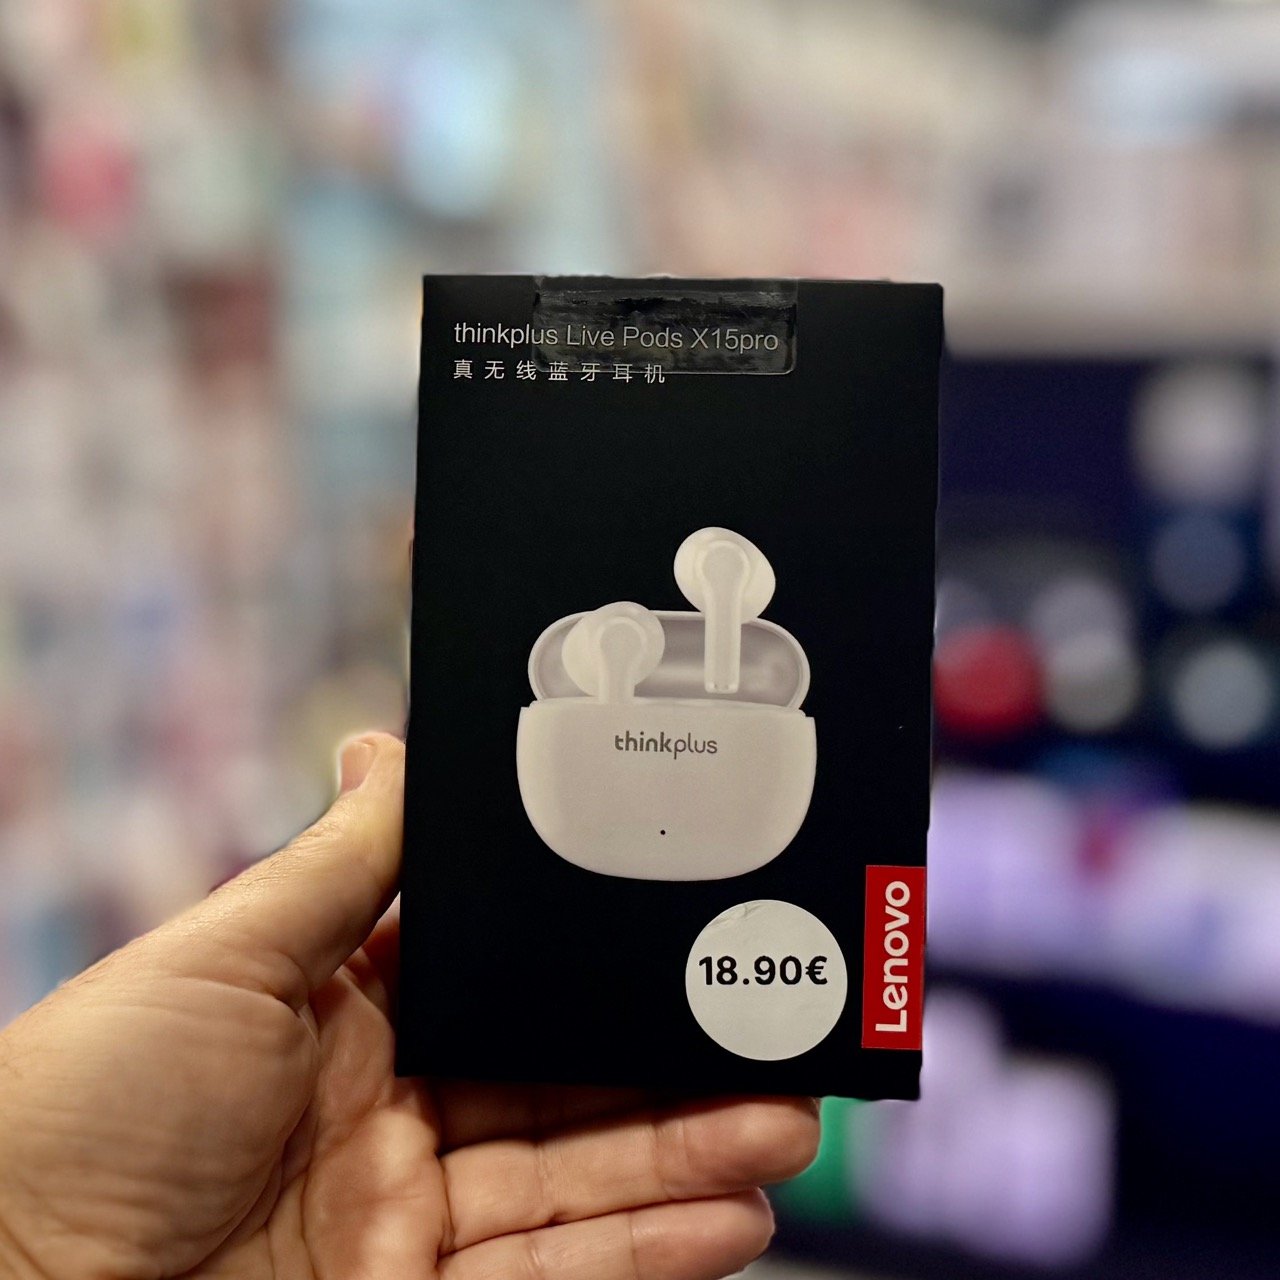 thinkplus Live Pods X15pro
真无线蓝牙耳机
thinkplus
18.90€
Lenovo